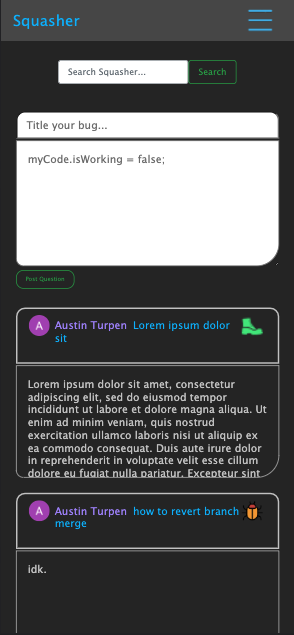 Squasher
Search Squasher... Search
Title your bug...
myCode.isWorking = false;
Post Question
A Austin Turpen Lorem ipsum dolor
sit
Lorem ipsum dolor sit amet, consectetur
adipiscing elit, sed do eiusmod tempor
incididunt ut labore et dolore magna aliqua. Ut
enim ad minim veniam, quis nostrud
exercitation ullamco laboris nisi ut aliquip ex
ea commodo consequat. Duis aute irure dolor
in reprehenderit in voluptate velit esse cillum
dolore eu fugiat nulla pariatur. Excepteur sint
A Austin Turpen how to revert branch
merge
idk.